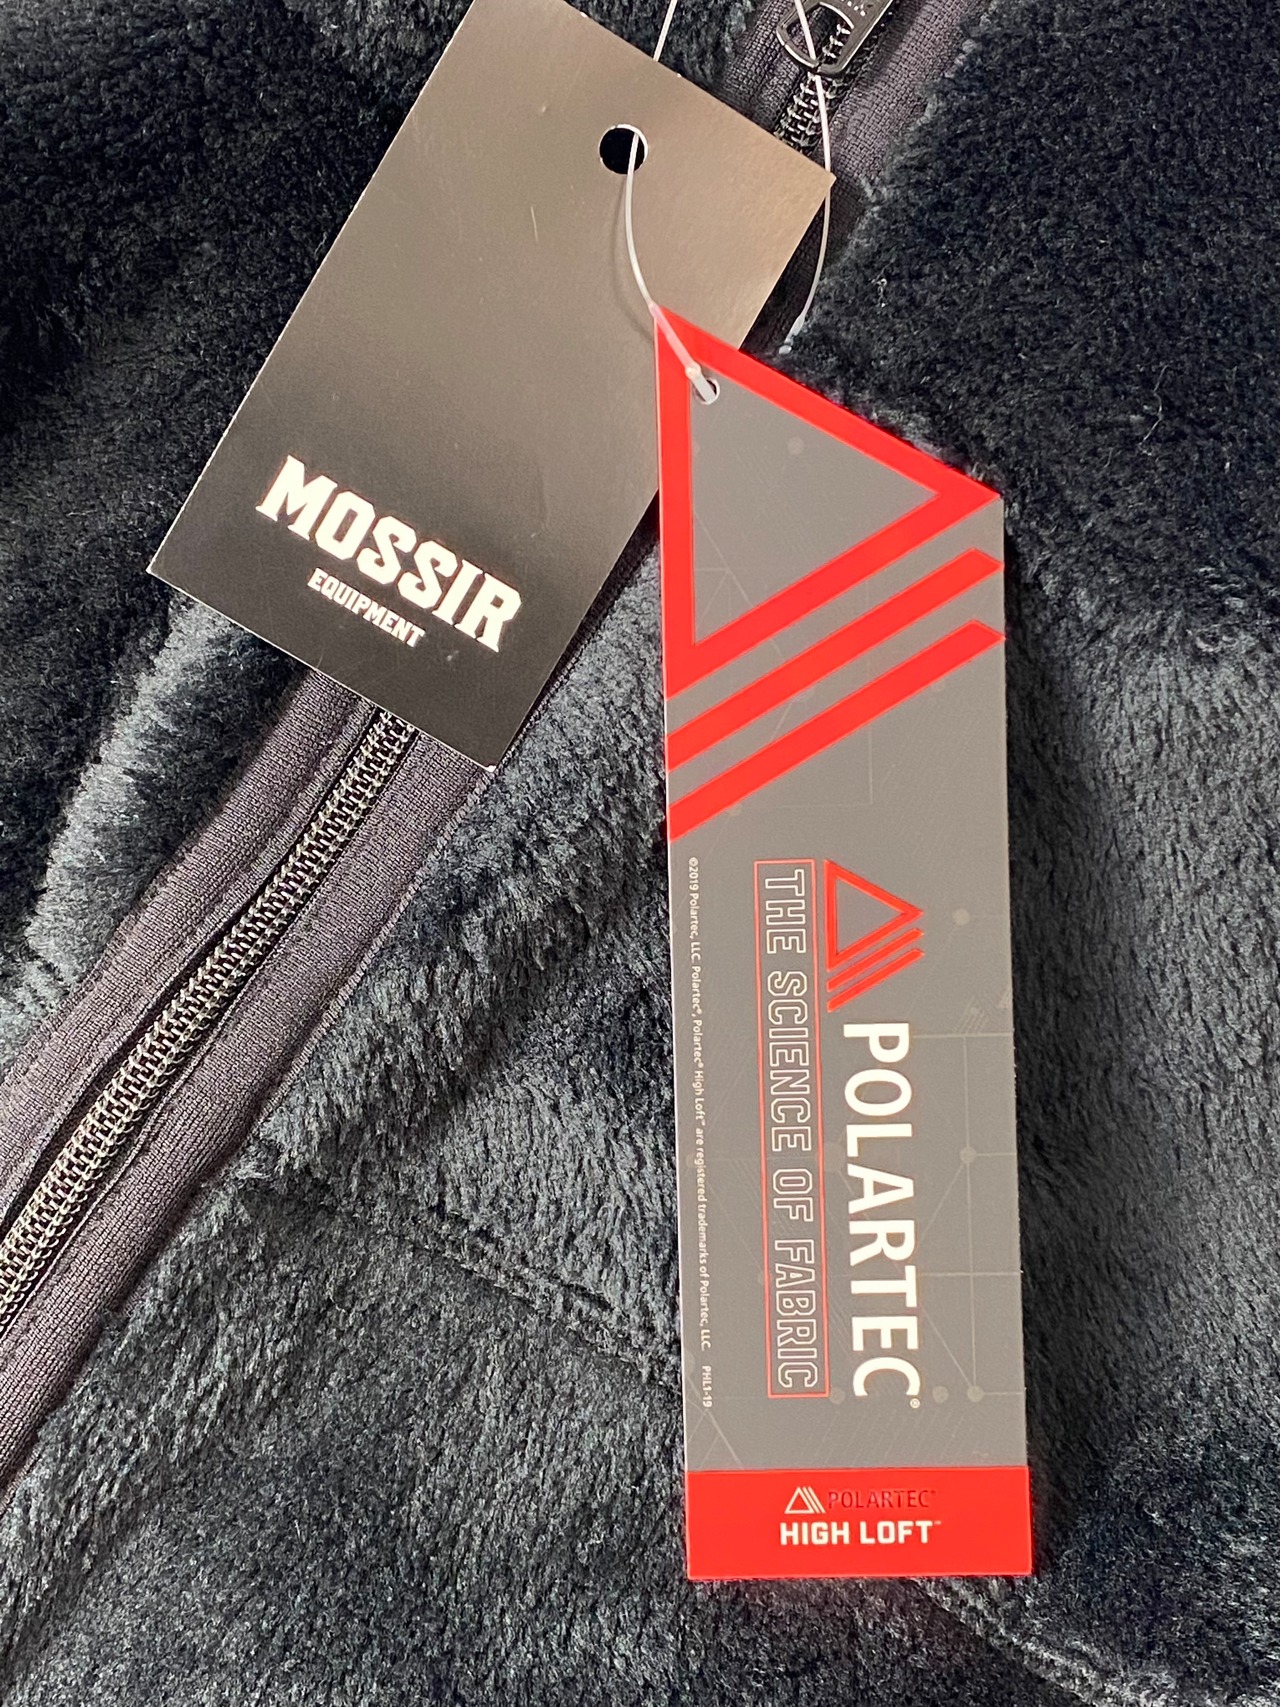 MOSSIR
EQUIPMENT
POLARTEC®
THE SCIENCE OF FABRIC
©2019 Polartec, LLC. Polartec®, Polartec® High Loft™ are registered trademarks of Polartec, LLC. PHL1-19
POLARTEC®
HIGH LOFT™